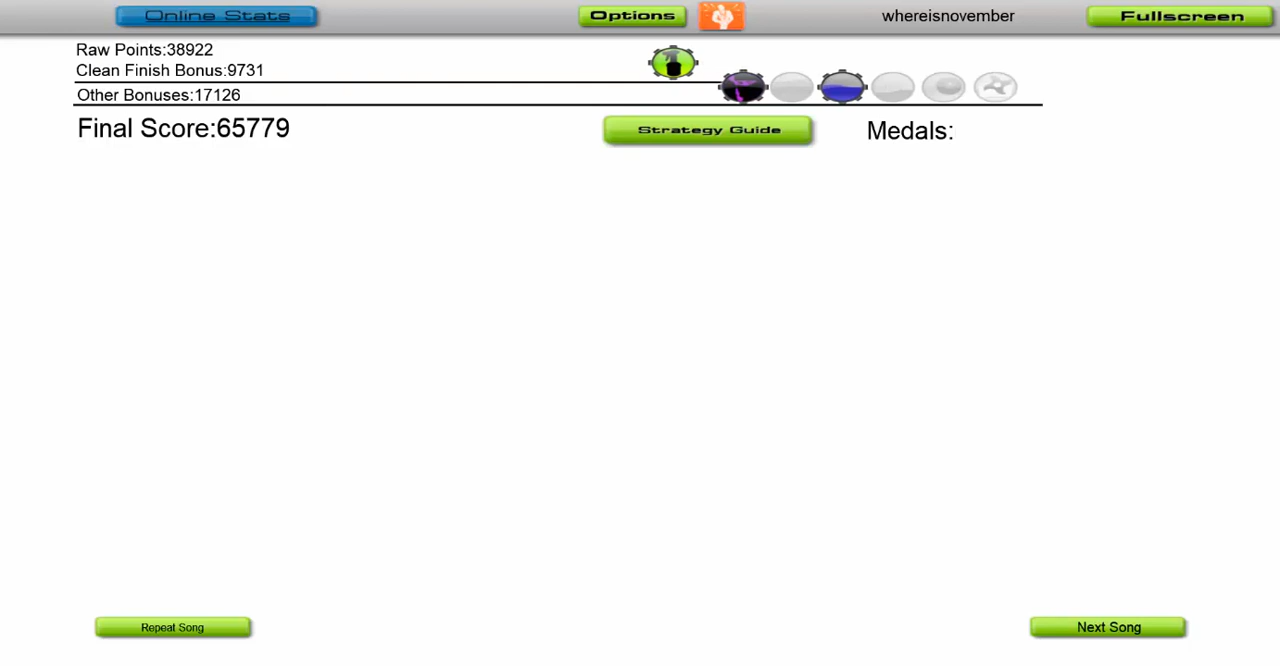 Online Stats
Options
whereisnovember
Fullscreen
Raw Points:38922
Clean Finish Bonus:9731
Other Bonuses:17126
Final Score:65779
Strategy Guide
Medals:
Repeat Song
Next Song